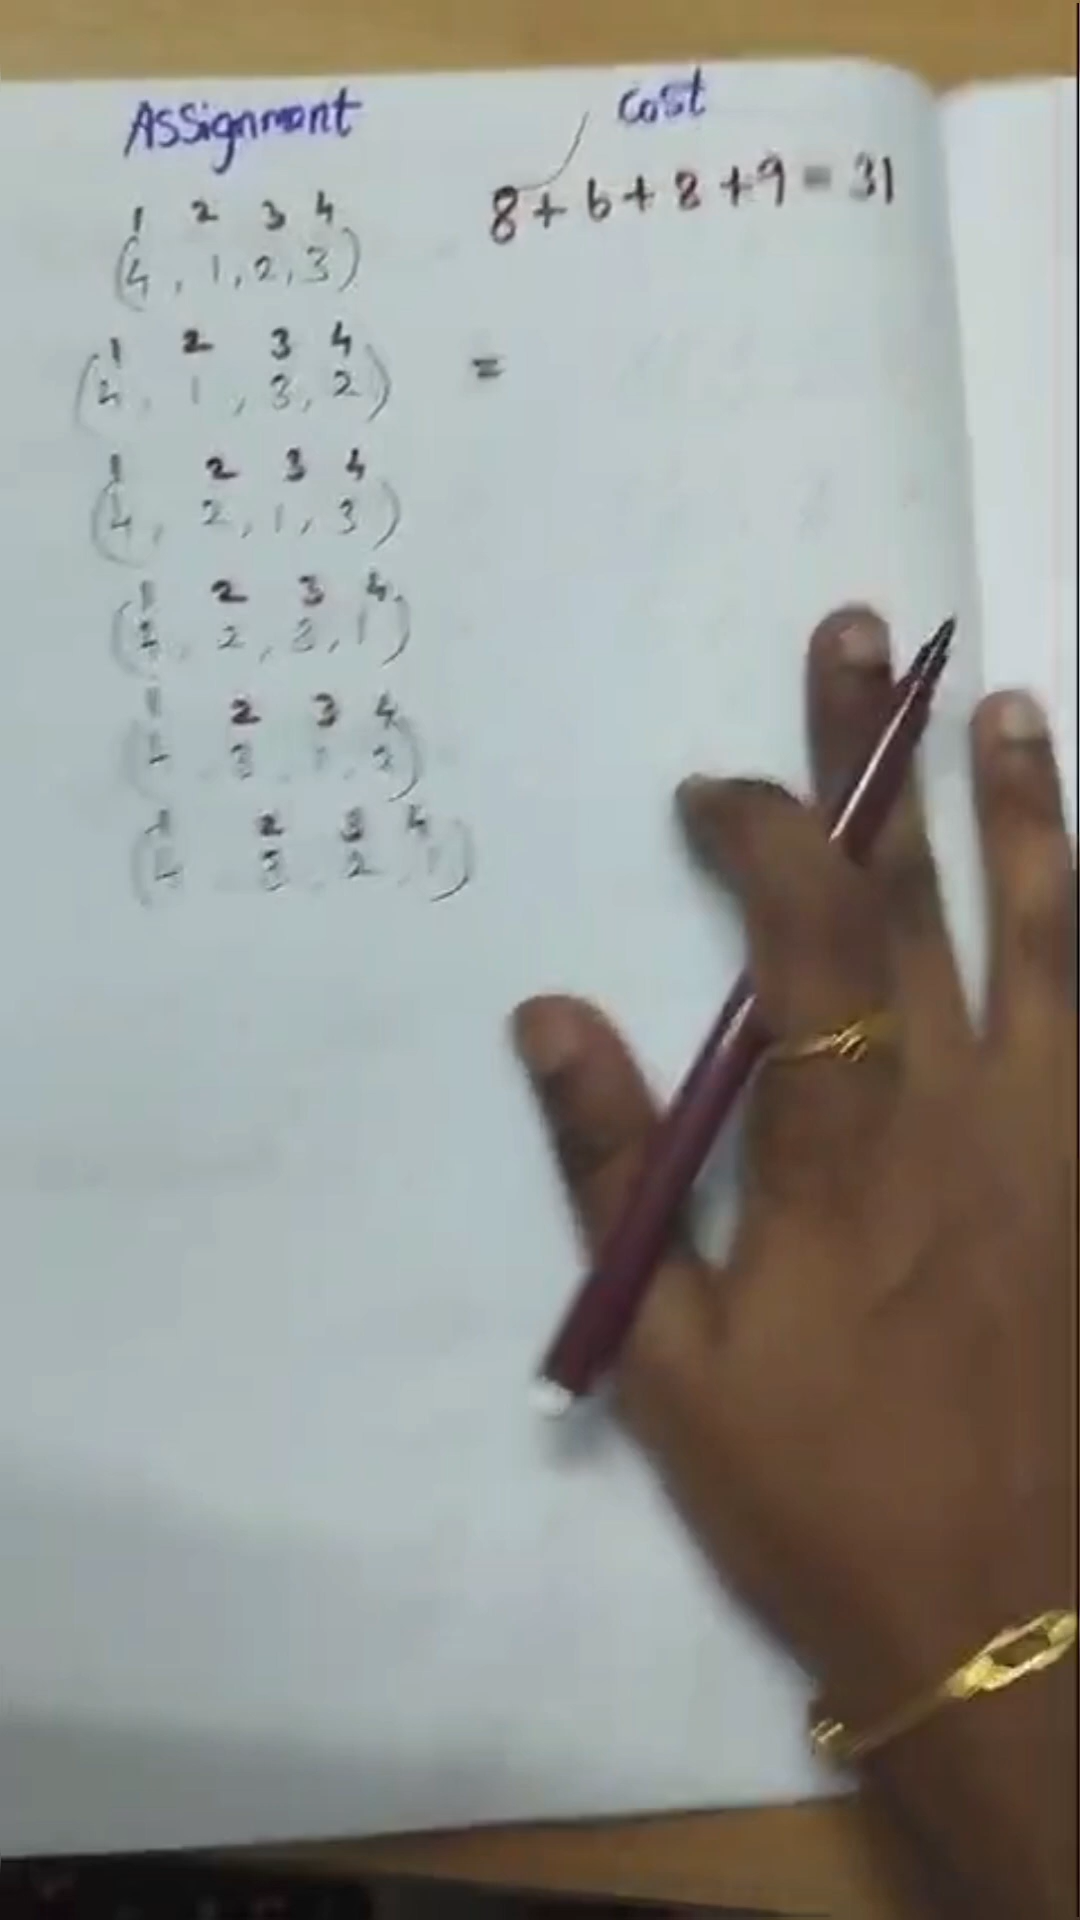 Assignment
Cost
1 2 3 4
8 + 6 + 8 + 9 = 31
(4, 1, 2, 3)
1 2 3 4
(4, 1, 3, 2) =
1 2 3 4
(4, 2, 1, 3)
1 2 3 4
(4, 2, 3, 1)
1 2 3 4
(4, 3, 1, 2)
1 2 3 4
(4, 3, 2, 1)